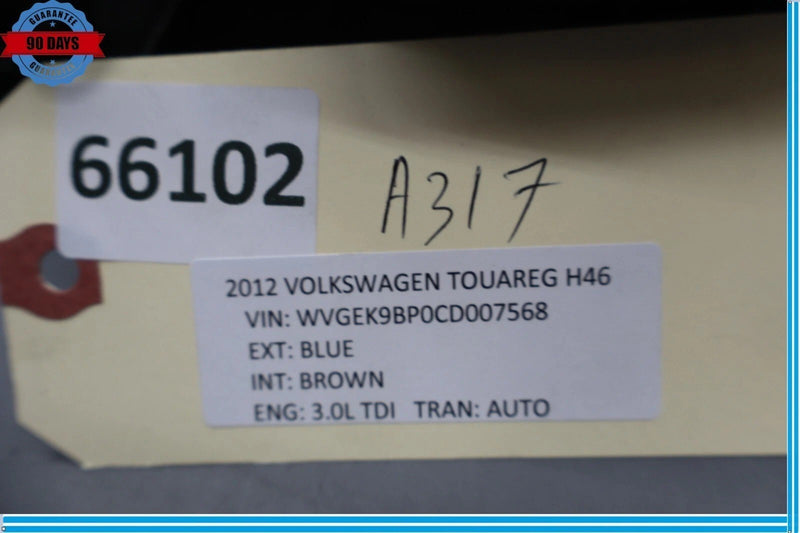 GUARANTEE
90 DAYS
GUARANTEE
66102
A317
2012 VOLKSWAGEN TOUAREG H46
VIN: WVGEK9BP0CD007568
EXT: BLUE
INT: BROWN
ENG: 3.0L TDI TRAN: AUTO